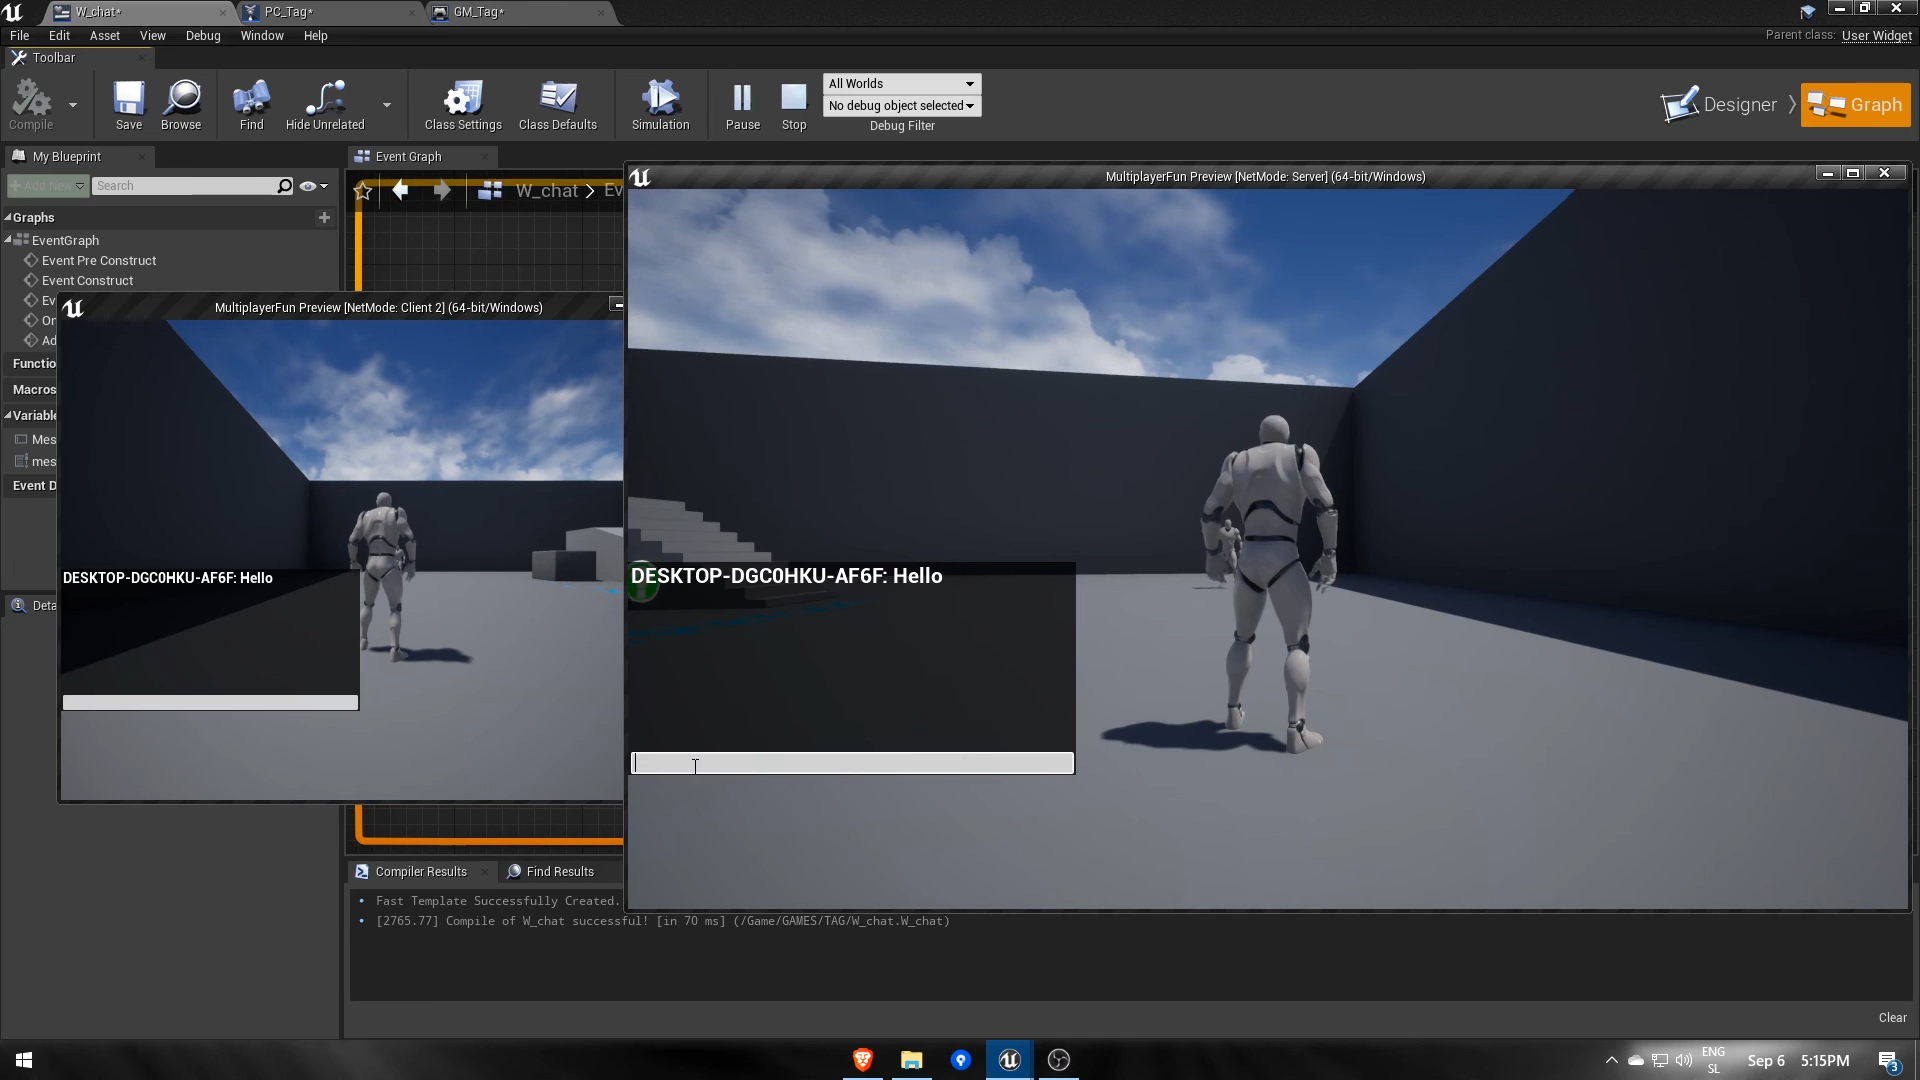 W_chat*
PC_Tag*
GM_Tag*
File Edit Asset View Debug Window Help
Parent class: User Widget
Toolbar
Compile
Save
Browse
Find
Hide Unrelated
Class Settings
Class Defaults
Simulation
Pause
Stop
All Worlds
No debug object selected
Debug Filter
Designer
Graph
My Blueprint
Event Graph
Add New
Search
W_chat > Ev
Graphs
EventGraph
Event Pre Construct
Event Construct
Ev
On
Ad
Functio
Macros
Variable
Mes
mes
Event D
Deta
MultiplayerFun Preview [NetMode: Client 2] (64-bit/Windows)
DESKTOP-DGC0HKU-AF6F: Hello
MultiplayerFun Preview [NetMode: Server] (64-bit/Windows)
DESKTOP-DGC0HKU-AF6F: Hello
Compiler Results
Find Results
Fast Template Successfully Created.
[2765.77] Compile of W_chat successful! [in 70 ms] (/Game/GAMES/TAG/W_chat.W_chat)
Clear
ENG
SL
Sep 6
5:15PM
3